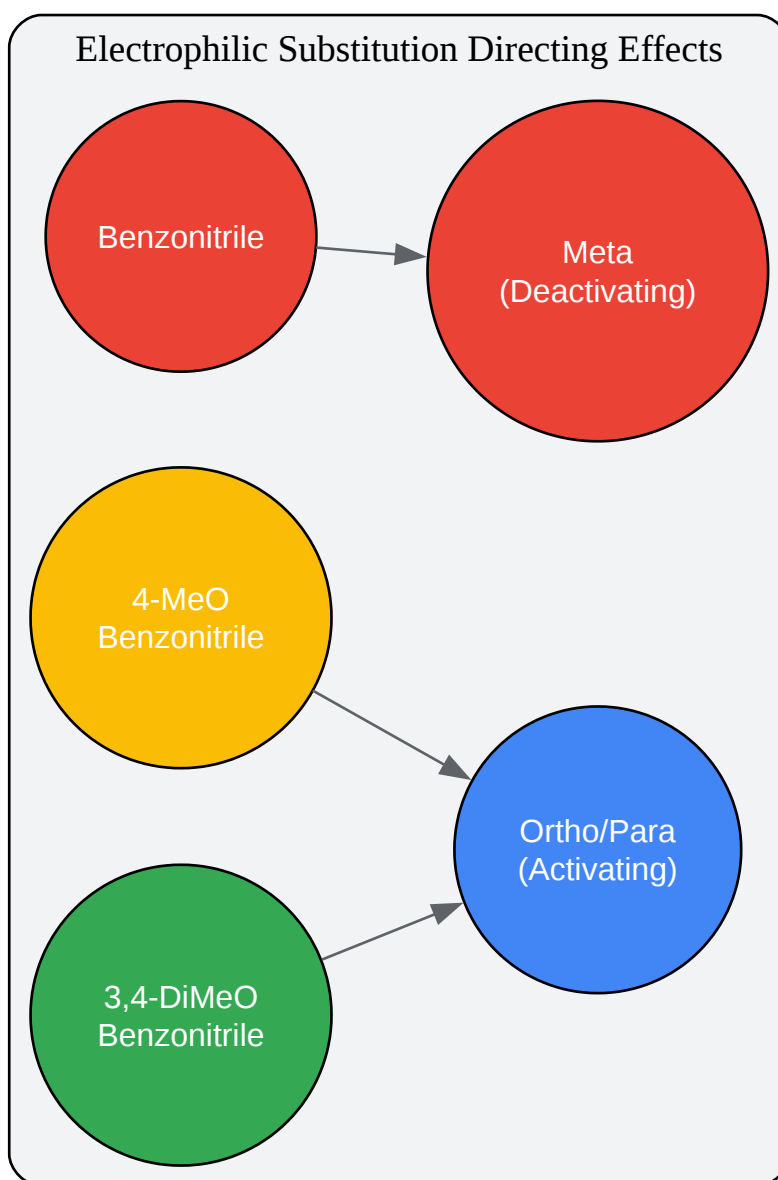 Electrophilic Substitution Directing Effects
Benzonitrile
Meta
(Deactivating)
4-MeO
Benzonitrile
Ortho/Para
(Activating)
3,4-DiMeO
Benzonitrile